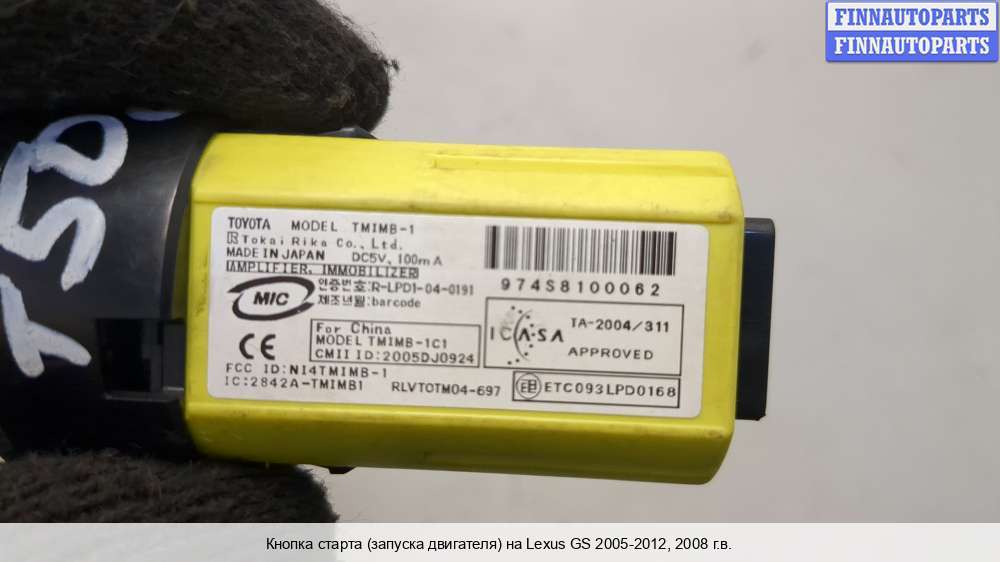 FINNAUTOPARTS
FINNAUTOPARTS
T50
TOYOTA MODEL TMIMB-1
Tokai Rika Co., Ltd.
MADE IN JAPAN DC5V, 100mA
AMPLIFIER, IMMOBILIZER
MIC 인증번호:R-LPD1-04-0191
제조년월:barcode
974S8100062
CE
For China
MODEL TMIMB-1C1
CMII ID:2005DJ0924
ICASA TA-2004/311
APPROVED
FCC ID:NI4TMIMB-1
IC:2842A-TMIMB1 RLVTOTM04-697
ETC093LPD0168
Кнопка старта (запуска двигателя) на Lexus GS 2005-2012, 2008 г.в.